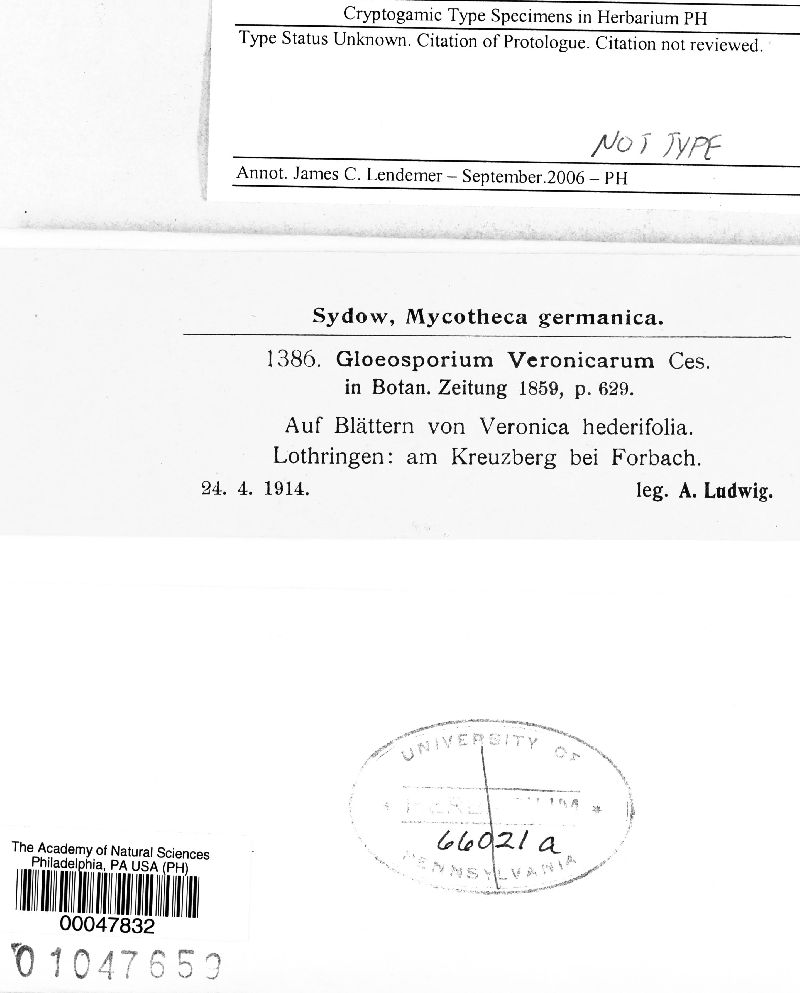 Cryptogamic Type Specimens in Herbarium PH
Type Status Unknown. Citation of Protologue. Citation not reviewed.
NOT TYPE
Annot. James C. Lendemer – September.2006 – PH
Sydow, Mycotheca germanica.
1386. Gloeosporium Veronicarum Ces.
in Botan. Zeitung 1859, p. 629.
Auf Blättern von Veronica hederifolia.
Lothringen: am Kreuzberg bei Forbach.
24. 4. 1914. leg. A. Ludwig.
UNIVERSITY OF
66021 a
PENNSYLVANIA
The Academy of Natural Sciences
Philadelphia, PA USA (PH)
00047832
01047659